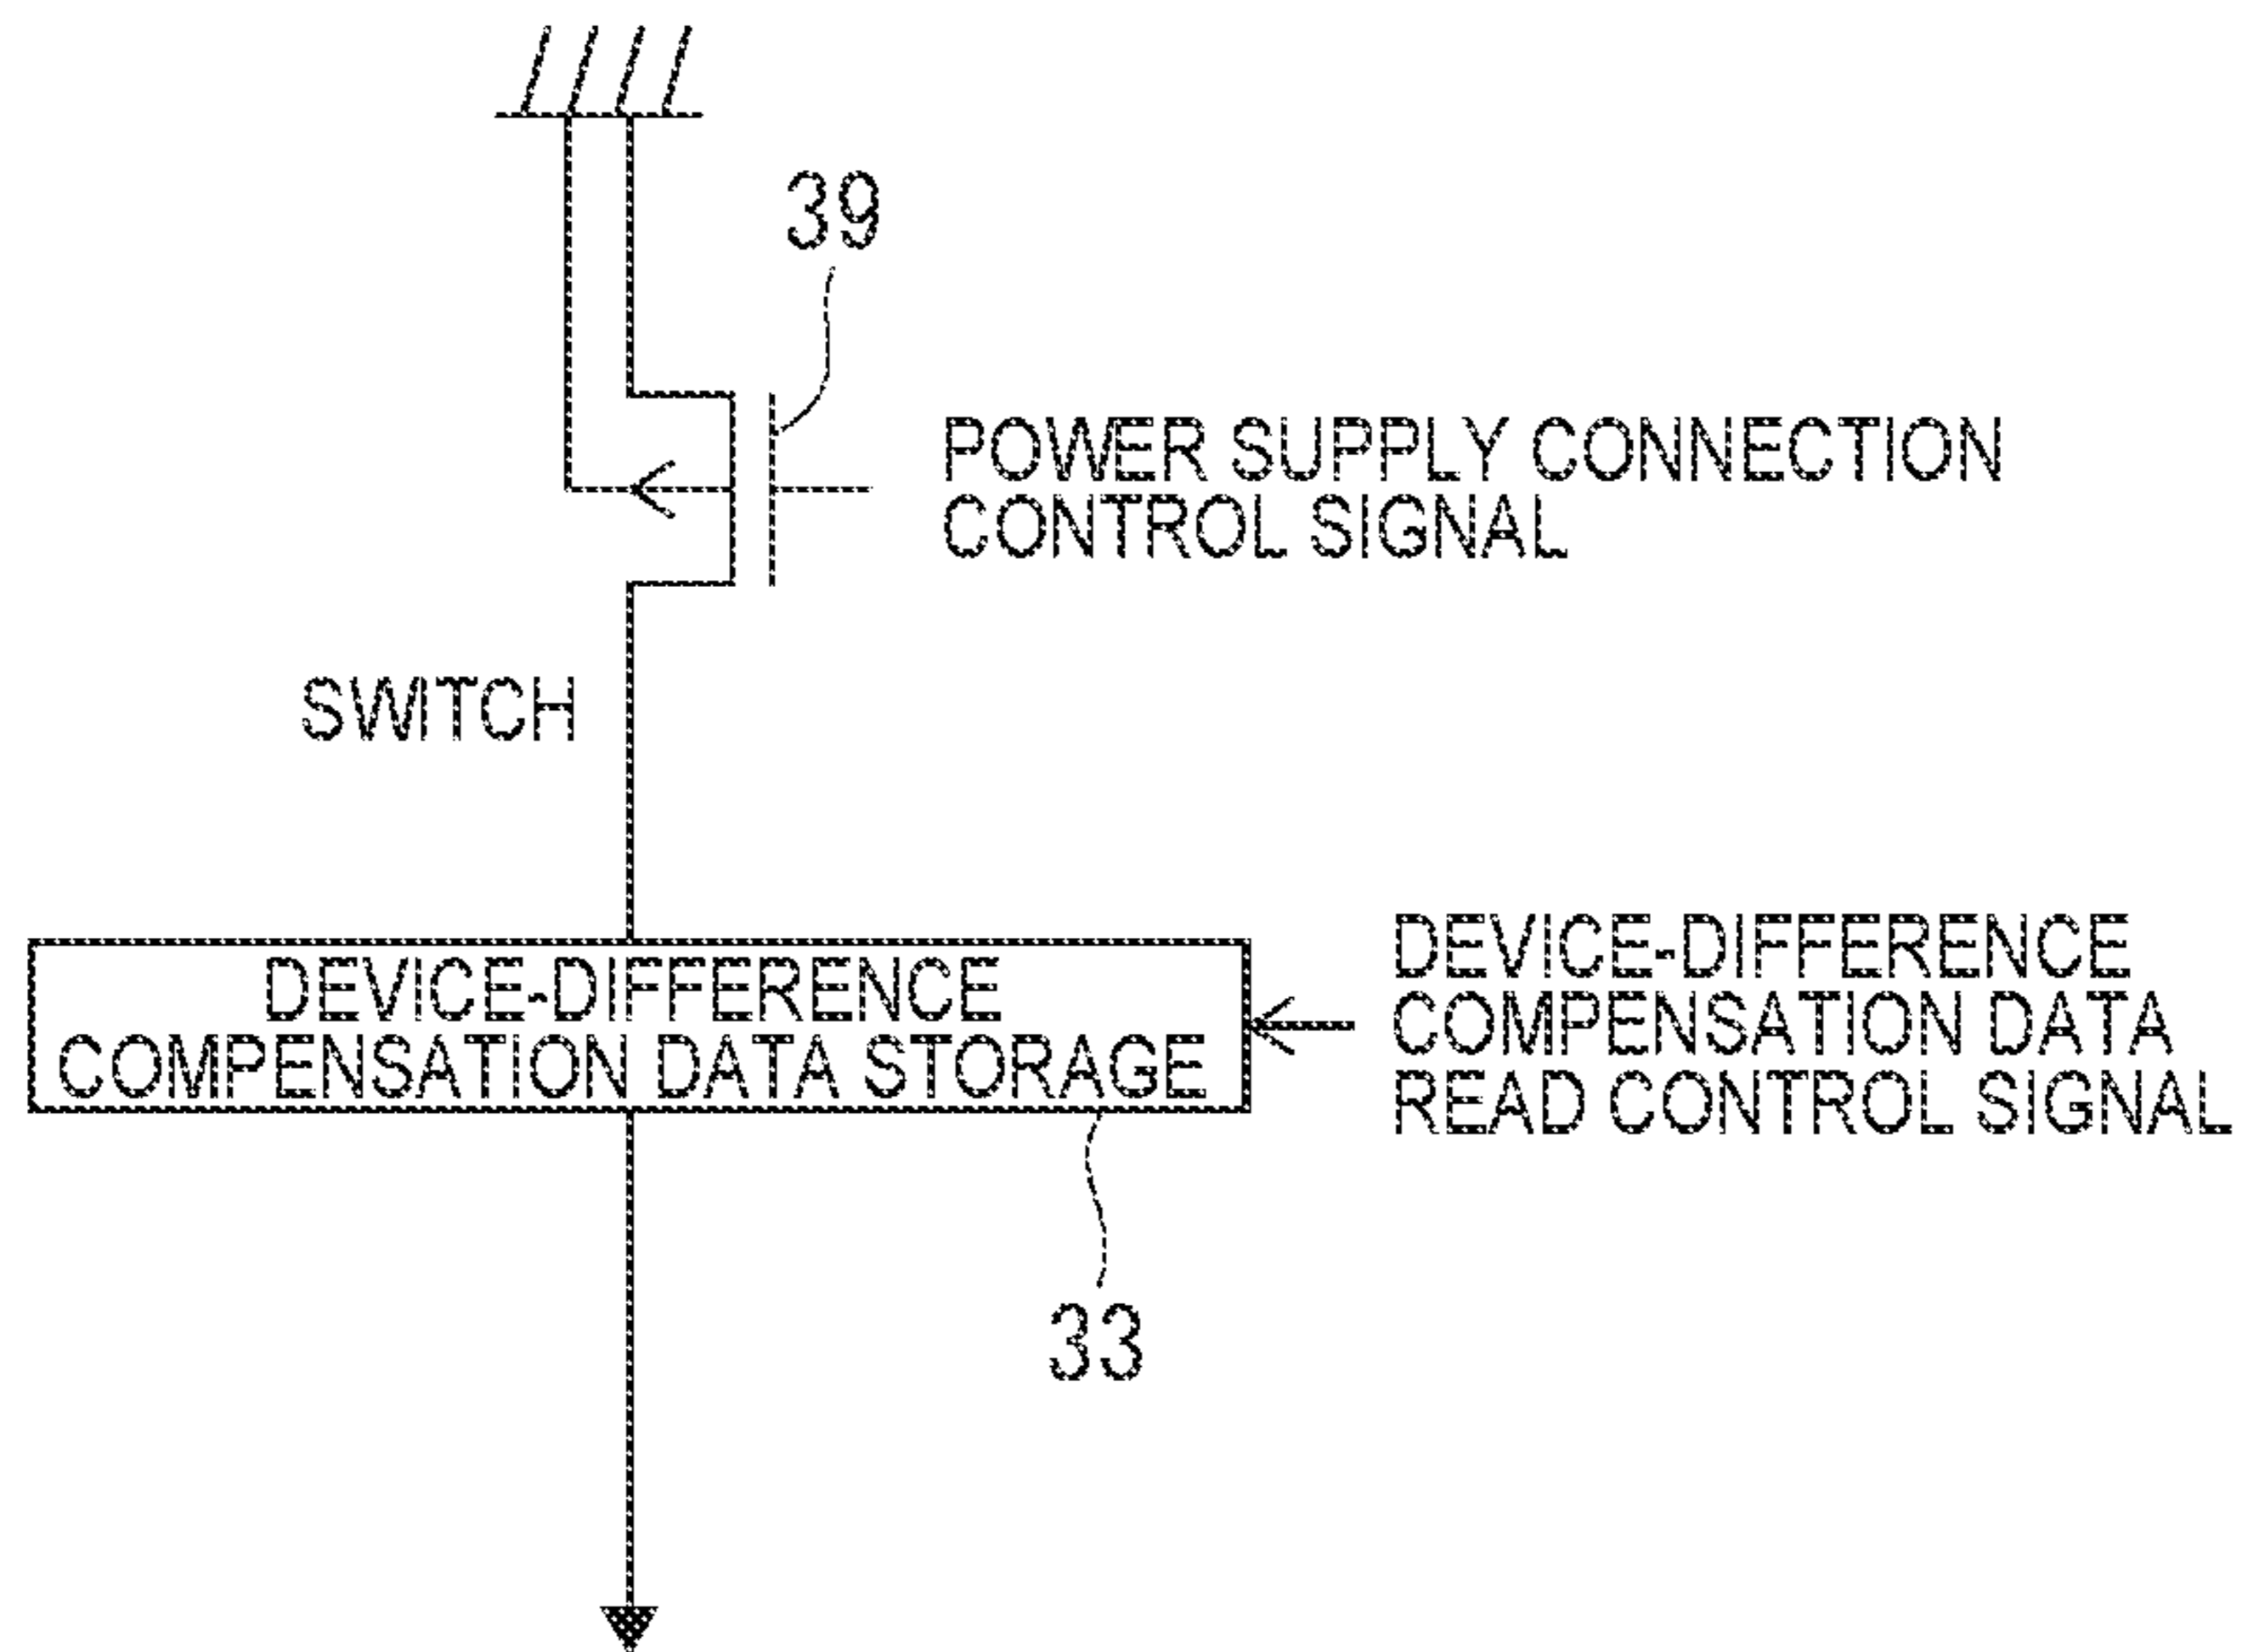 39
POWER SUPPLY CONNECTION
CONTROL SIGNAL
SWITCH
DEVICE-DIFFERENCE
COMPENSATION DATA STORAGE
DEVICE-DIFFERENCE
COMPENSATION DATA
READ CONTROL SIGNAL
33